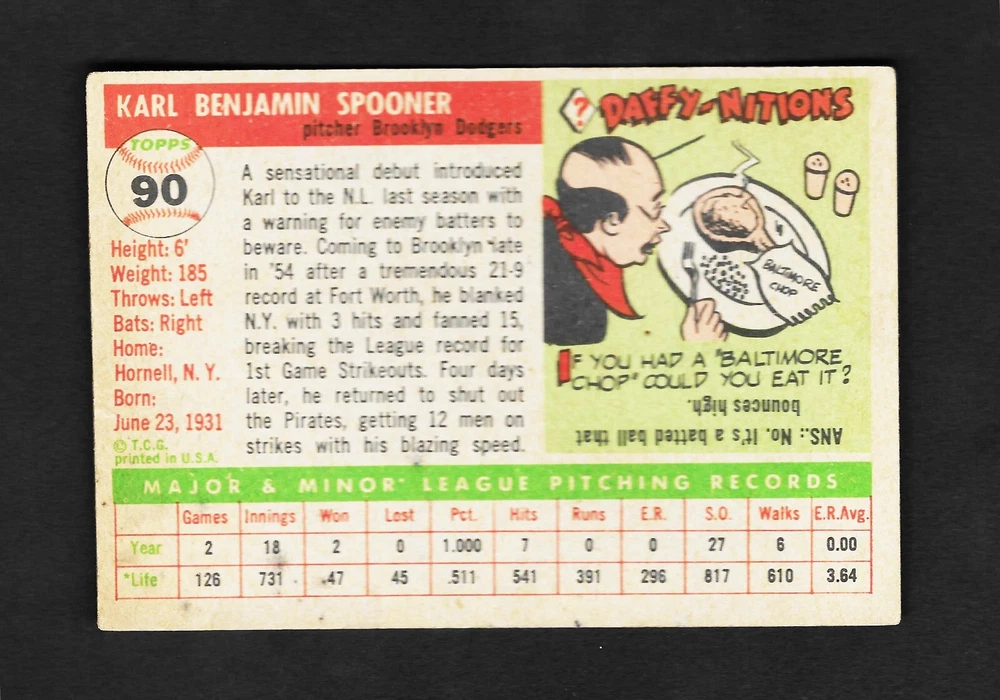 KARL BENJAMIN SPOONER
pitcher Brooklyn Dodgers
TOPPS
90
Height: 6'
Weight: 185
Throws: Left
Bats: Right
Home:
Hornell, N. Y.
Born:
June 23, 1931
© T.C.G.
printed in U.S.A.
A sensational debut introduced
Karl to the N.L. last season with
a warning for enemy batters to
beware. Coming to Brooklyn late
in '54 after a tremendous 21-9
record at Fort Worth, he blanked
N.Y. with 3 hits and fanned 15,
breaking the League record for
1st Game Strikeouts. Four days
later, he returned to shut out
the Pirates, getting 12 men on
strikes with his blazing speed.
? DAFFY-NITIONS
BALTIMORE
CHOP
IF YOU HAD A "BALTIMORE
CHOP" COULD YOU EAT IT?
ANS.: No. It's a batted ball that
bounces high.
MAJOR & MINOR LEAGUE PITCHING RECORDS
Games Innings Won Lost Pct. Hits Runs E.R. S.O. Walks E.R.Avg.
Year 2 18 2 0 1.000 7 0 0 27 6 0.00
*Life 126 731 47 45 .511 541 391 296 817 610 3.64